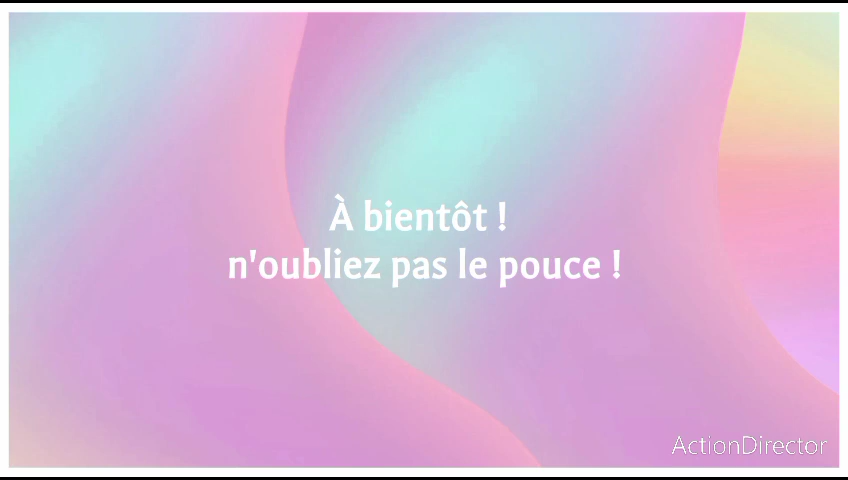 À bientôt !
n'oubliez pas le pouce !
ActionDirector